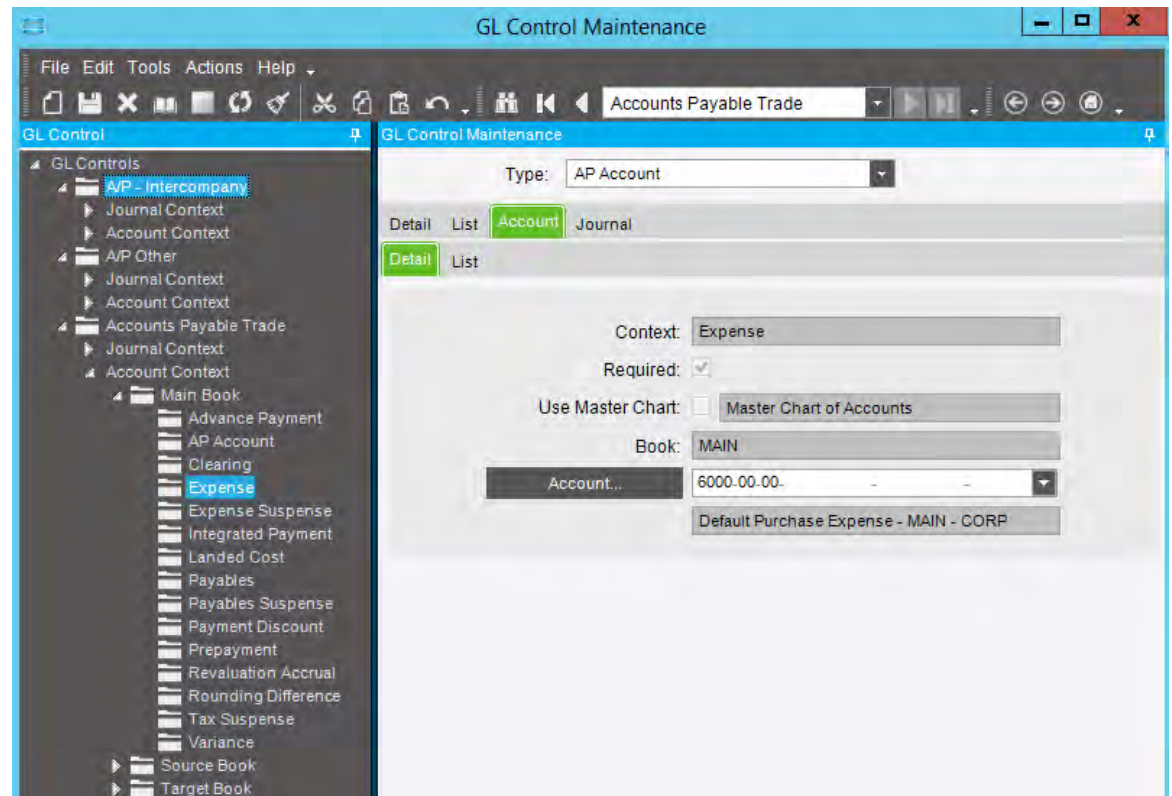 GL Control Maintenance
File Edit Tools Actions Help
Accounts Payable Trade
GL Control
GL Controls
A/P - Intercompany
Journal Context
Account Context
A/P Other
Journal Context
Account Context
Accounts Payable Trade
Journal Context
Account Context
Main Book
Advance Payment
AP Account
Clearing
Expense
Expense Suspense
Integrated Payment
Landed Cost
Payables
Payables Suspense
Payment Discount
Prepayment
Revaluation Accrual
Rounding Difference
Tax Suspense
Variance
Source Book
Target Book
GL Control Maintenance
Type: AP Account
Detail List Account Journal
Detail List
Context: Expense
Required:
Use Master Chart: Master Chart of Accounts
Book: MAIN
Account... 6000-00-00- - -
Default Purchase Expense - MAIN - CORP